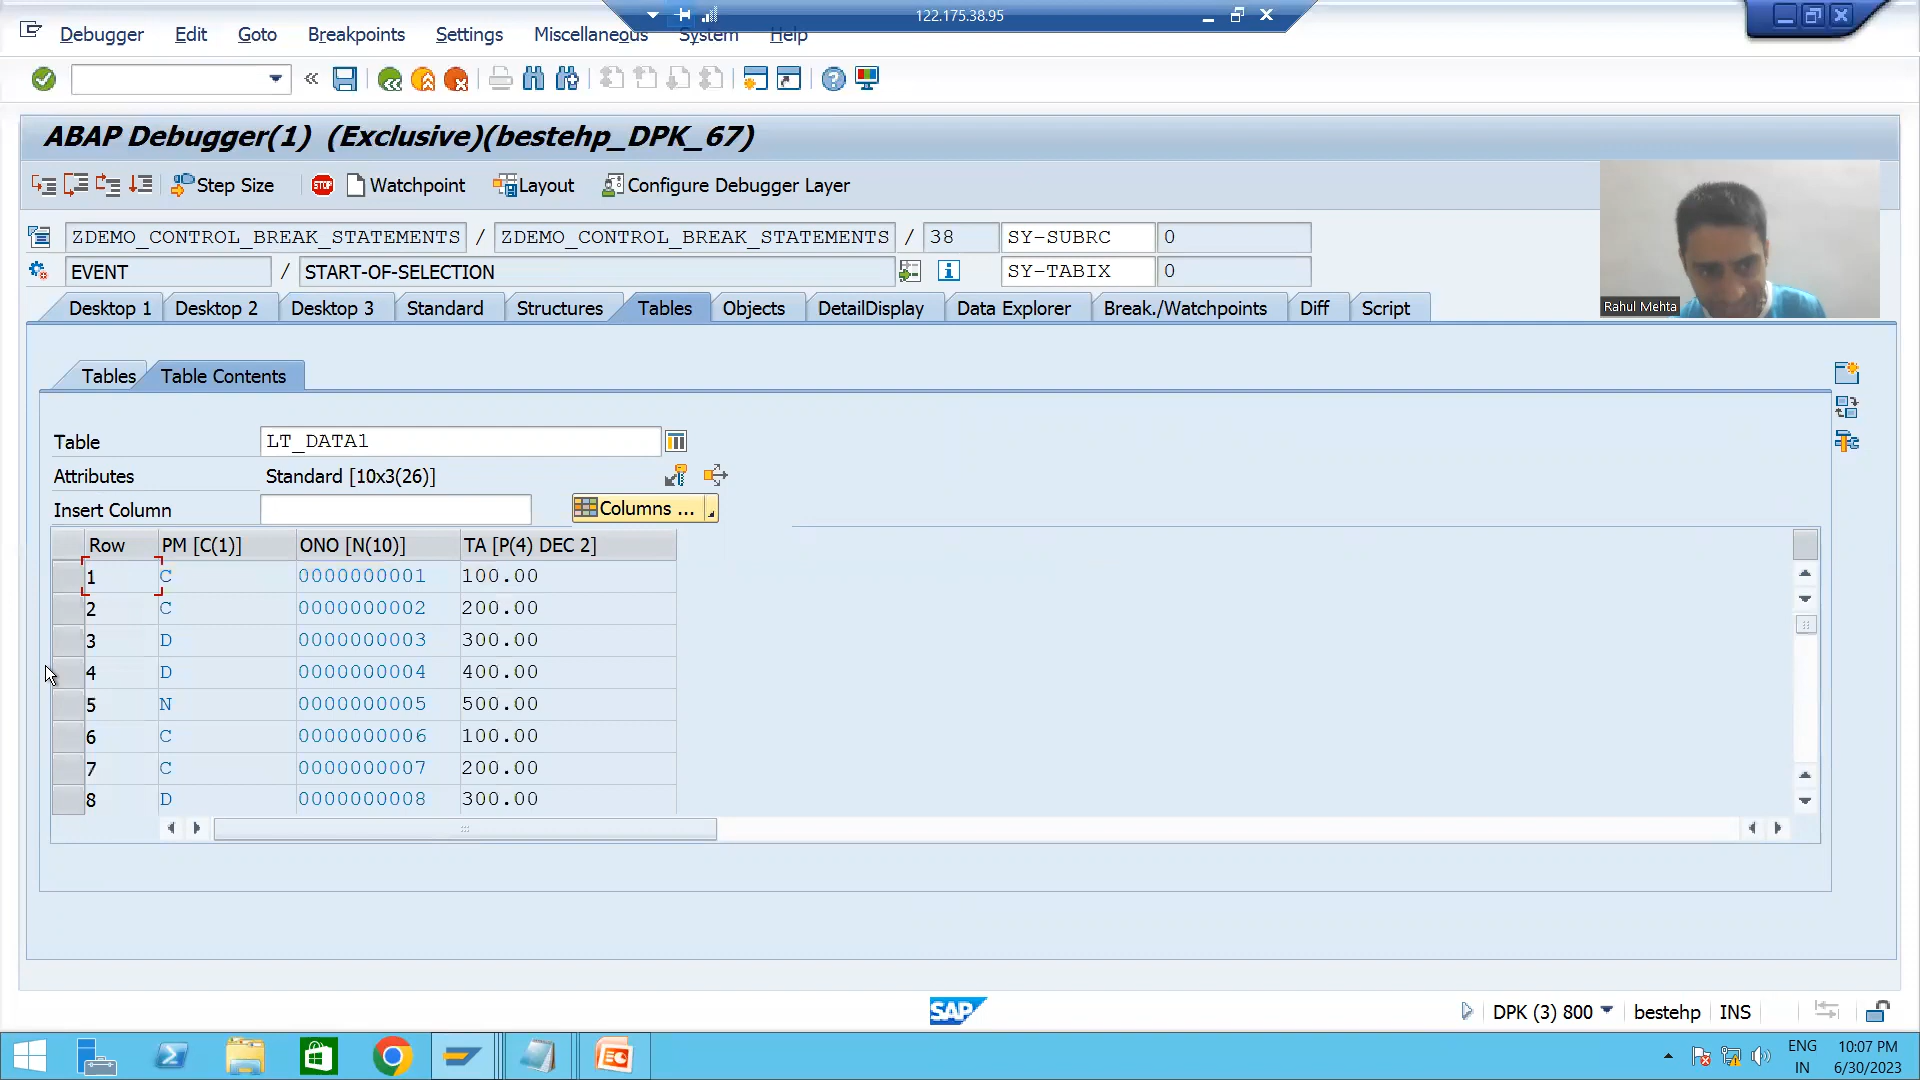 122.175.38.95
Debugger Edit Goto Breakpoints Settings Miscellaneous System Help
ABAP Debugger(1) (Exclusive)(bestehp_DPK_67)
Step Size STOP Watchpoint Layout Configure Debugger Layer
ZDEMO_CONTROL_BREAK_STATEMENTS / ZDEMO_CONTROL_BREAK_STATEMENTS / 38 SY-SUBRC 0
EVENT / START-OF-SELECTION SY-TABIX 0
Rahul Mehta
Desktop 1 Desktop 2 Desktop 3 Standard Structures Tables Objects DetailDisplay Data Explorer Break./Watchpoints Diff Script
Tables Table Contents
Table LT_DATA1
Attributes Standard [10x3(26)]
Insert Column Columns ...
Row PM [C(1)] ONO [N(10)] TA [P(4) DEC 2]
1 C 0000000001 100.00
2 C 0000000002 200.00
3 D 0000000003 300.00
4 D 0000000004 400.00
5 N 0000000005 500.00
6 C 0000000006 100.00
7 C 0000000007 200.00
8 D 0000000008 300.00
SAP DPK (3) 800 bestehp INS
ENG 10:07 PM
IN 6/30/2023